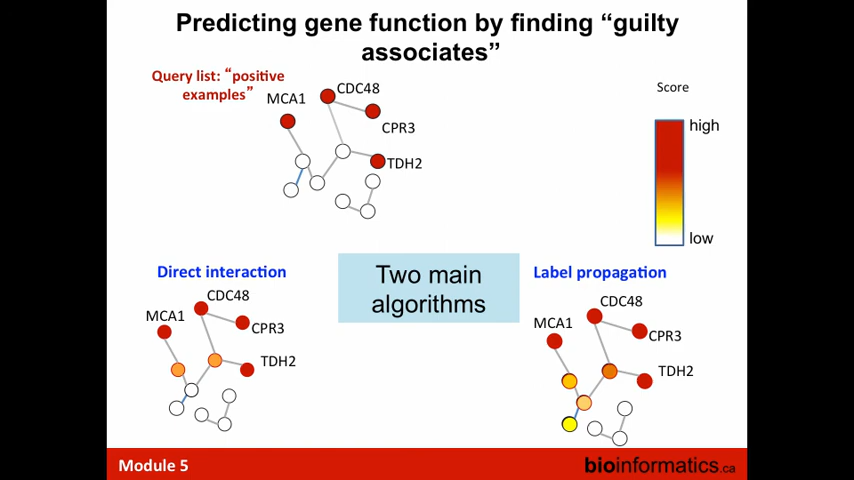 Predicting gene function by finding “guilty
associates”
Query list: “positive
examples”
MCA1
CDC48
CPR3
TDH2
Score
high
low
Direct interaction
MCA1
CDC48
CPR3
TDH2
Two main
algorithms
Label propagation
MCA1
CDC48
CPR3
TDH2
Module 5
bioinformatics.ca